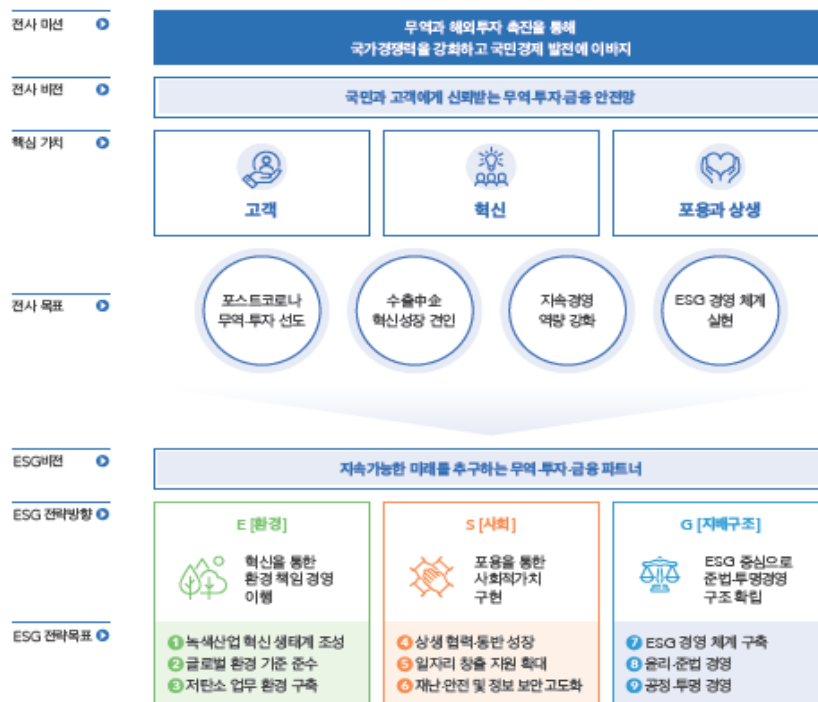 전사 미션
무역과 해외투자 촉진을 통해
국가경쟁력을 강화하고 국민경제 발전에 이바지
전사 비전
국민과 고객에게 신뢰받는 무역·투자·금융 안전망
핵심 가치
고객
혁신
포용과 상생
전사 목표
포스트코로나
무역·투자 선도
수출中企
혁신성장 견인
지속경영
역량 강화
ESG 경영 체계
실현
ESG비전
지속가능한 미래를 추구하는 무역·투자·금융 파트너
ESG 전략방향
E [환경]
혁신을 통한
환경 책임 경영
이행
S [사회]
포용을 통한
사회적가치
구현
G [지배구조]
ESG 중심으로
준법·투명경영
구조 확립
ESG 전략목표
1 녹색산업 혁신 생태계 조성
2 글로벌 환경 기준 준수
3 저탄소 업무 환경 구축
4 상생 협력·동반 성장
5 일자리 창출 지원 확대
6 재난·안전 및 정보 보안 고도화
7 ESG 경영 체계 구축
8 윤리·준법 경영
9 공정·투명 경영